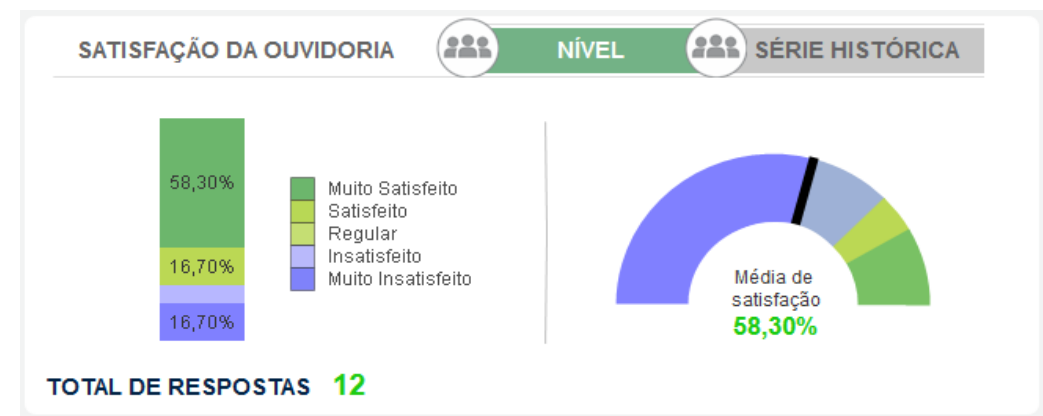 SATISFAÇÃO DA OUVIDORIA
NÍVEL
SÉRIE HISTÓRICA
58,30%
16,70%
16,70%
Muito Satisfeito
Satisfeito
Regular
Insatisfeito
Muito Insatisfeito
Média de
satisfação
58,30%
TOTAL DE RESPOSTAS 12